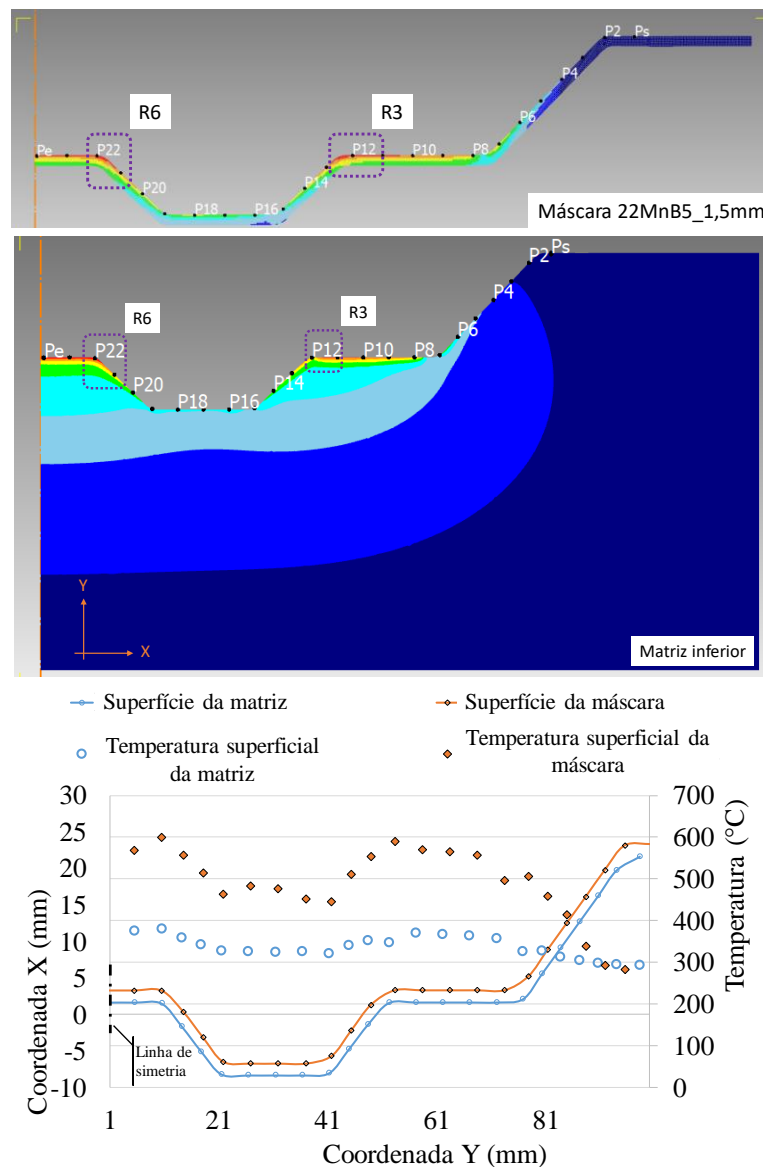 P2 Ps
R6
R3
P4
P6
Pe
P22
P12
P10
P8
P20
P14
P18
P16
Máscara 22MnB5_1,5mm
Ps
P2
P4
R6
R3
P6
Pe
P22
P12
P10
P8
P20
P14
P18
P16
Y
X
Matriz inferior
Superfície da matriz
Superfície da máscara
Temperatura superficial
da matriz
Temperatura superficial da
máscara
30
25
20
15
10
5
0
-5
-10
Coordenada X (mm)
700
600
500
400
300
200
100
0
Temperatura (°C)
Linha de
simetria
1
21
41
61
81
Coordenada Y (mm)